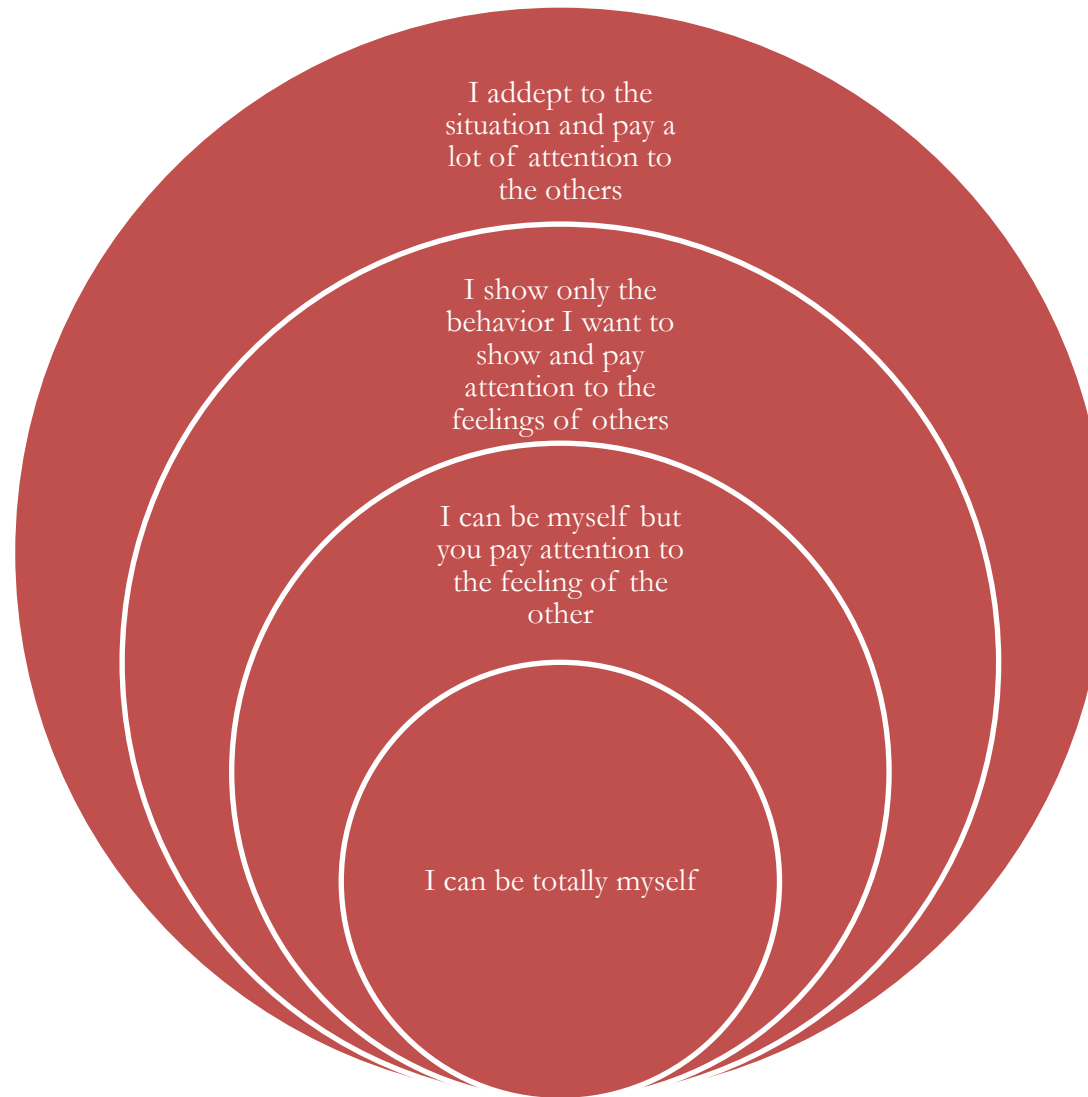 I addept to the
situation and pay a
lot of attention to
the others
I show only the
behavior I want to
show and pay
attention to the
feelings of others
I can be myself but
you pay attention to
the feeling of the
other
I can be totally myself